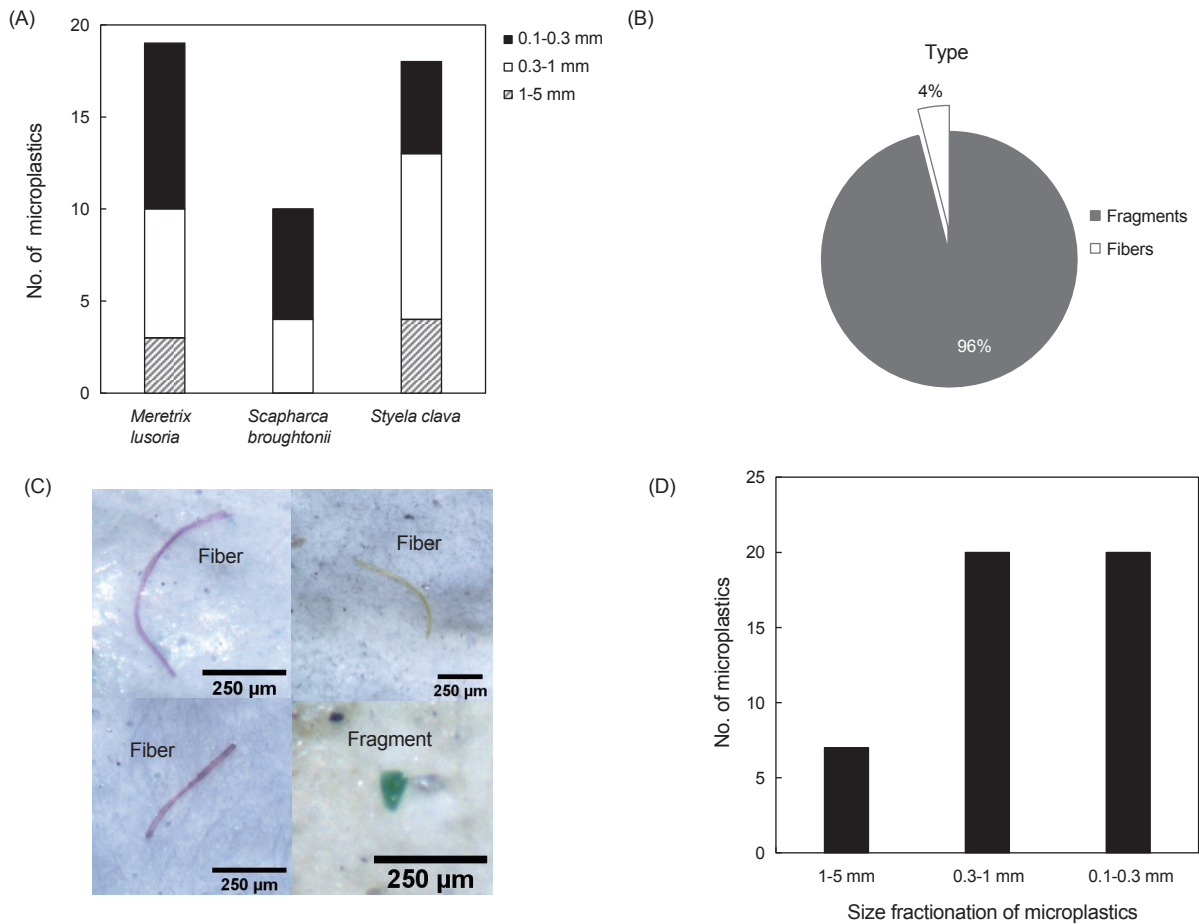 (A)
20
15
10
5
0
No. of microplastics
0.1-0.3 mm
0.3-1 mm
1-5 mm
Meretrix
lusoria
Scapharca
broughtonii
Styela clava
(B)
Type
4%
96%
Fragments
Fibers
(C)
Fiber
250 µm
Fiber
250 µm
Fiber
250 µm
Fragment
250 µm
(D)
25
20
15
10
5
0
No. of microplastics
1-5 mm
0.3-1 mm
0.1-0.3 mm
Size fractionation of microplastics